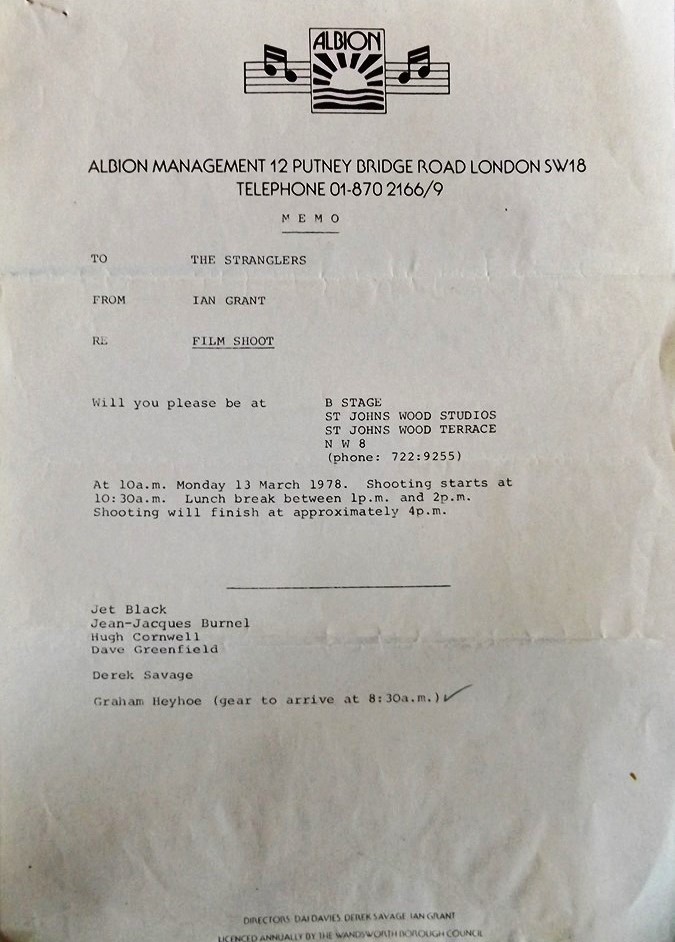 ALBION
ALBION MANAGEMENT 12 PUTNEY BRIDGE ROAD LONDON SW18
TELEPHONE 01-870 2166/9
M E M O
TO THE STRANGLERS
FROM IAN GRANT
RE FILM SHOOT
Will you please be at B STAGE
ST JOHNS WOOD STUDIOS
ST JOHNS WOOD TERRACE
N W 8
(phone: 722:9255)
At 10a.m. Monday 13 March 1978. Shooting starts at
10:30a.m. Lunch break between 1p.m. and 2p.m.
Shooting will finish at approximately 4p.m.
Jet Black
Jean-Jacques Burnel
Hugh Cornwell
Dave Greenfield
Derek Savage
Graham Heyhoe (gear to arrive at 8:30a.m.)
DIRECTORS: DAI DAVIES DEREK SAVAGE IAN GRANT
LICENCED ANNUALLY BY THE WANDSWORTH BOROUGH COUNCIL